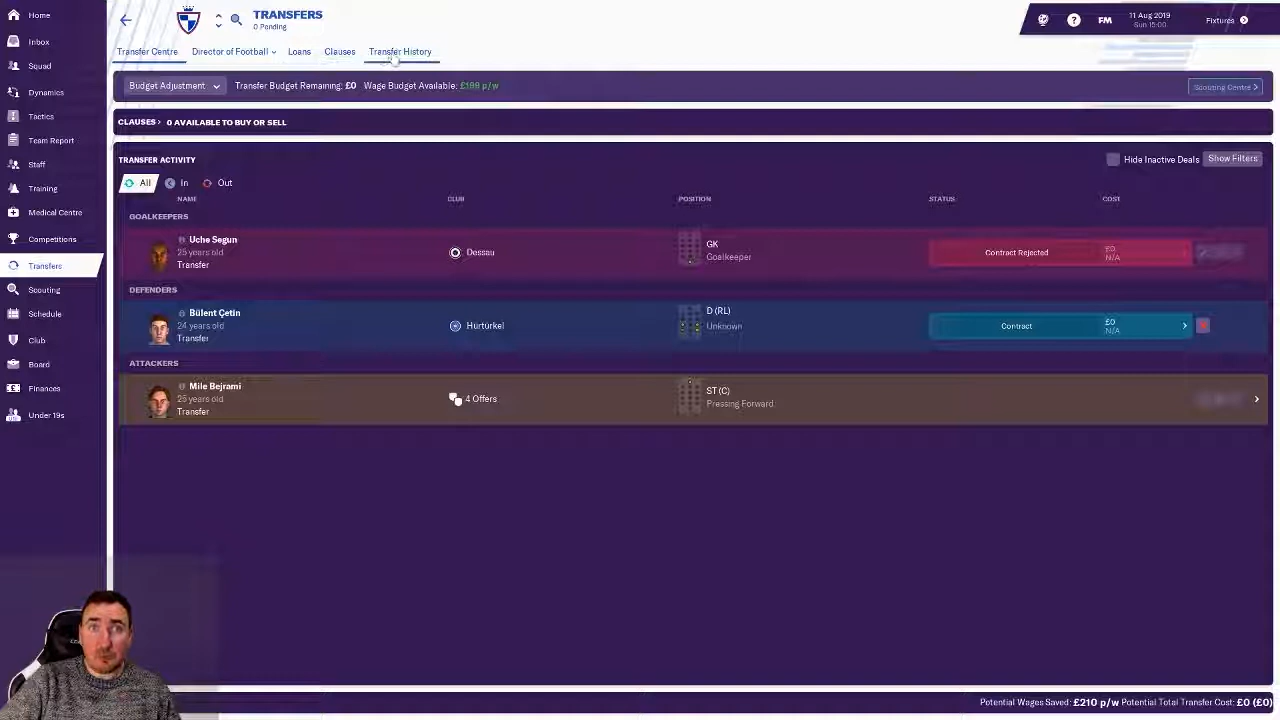 Home
Inbox
Squad
Dynamics
Tactics
Team Report
Staff
Training
Medical Centre
Competitions
Transfers
Scouting
Schedule
Club
Board
Finances
Under 19s
TRANSFERS
0 Pending
FM
11 Aug 2019
Sun 15:00
Fixtures
Transfer Centre
Director of Football
Loans
Clauses
Transfer History
Budget Adjustment
Transfer Budget Remaining: £0
Wage Budget Available: £199 p/w
Scouting Centre >
CLAUSES > 0 AVAILABLE TO BUY OR SELL
TRANSFER ACTIVITY
Hide Inactive Deals
Show Filters
All
In
Out
NAME
CLUB
POSITION
STATUS
COST
GOALKEEPERS
Uche Segun
25 years old
Transfer
Dessau
GK
Goalkeeper
Contract Rejected
£0
N/A
DEFENDERS
Bülent Çetin
24 years old
Transfer
Hürtürkel
D (RL)
Unknown
Contract
£0
N/A
ATTACKERS
Mile Bejrami
25 years old
Transfer
4 Offers
ST (C)
Pressing Forward
Potential Wages Saved: £210 p/w Potential Total Transfer Cost: £0 (£0)